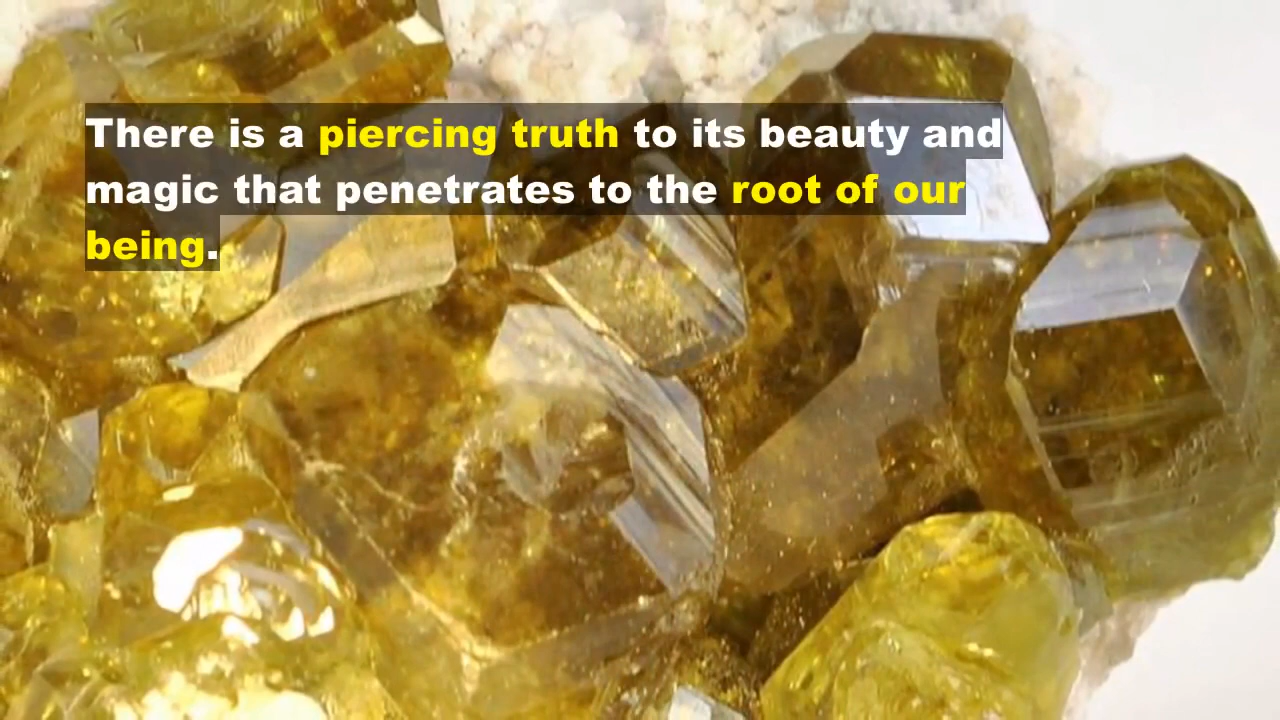 There is a piercing truth to its beauty and
magic that penetrates to the root of our
being.